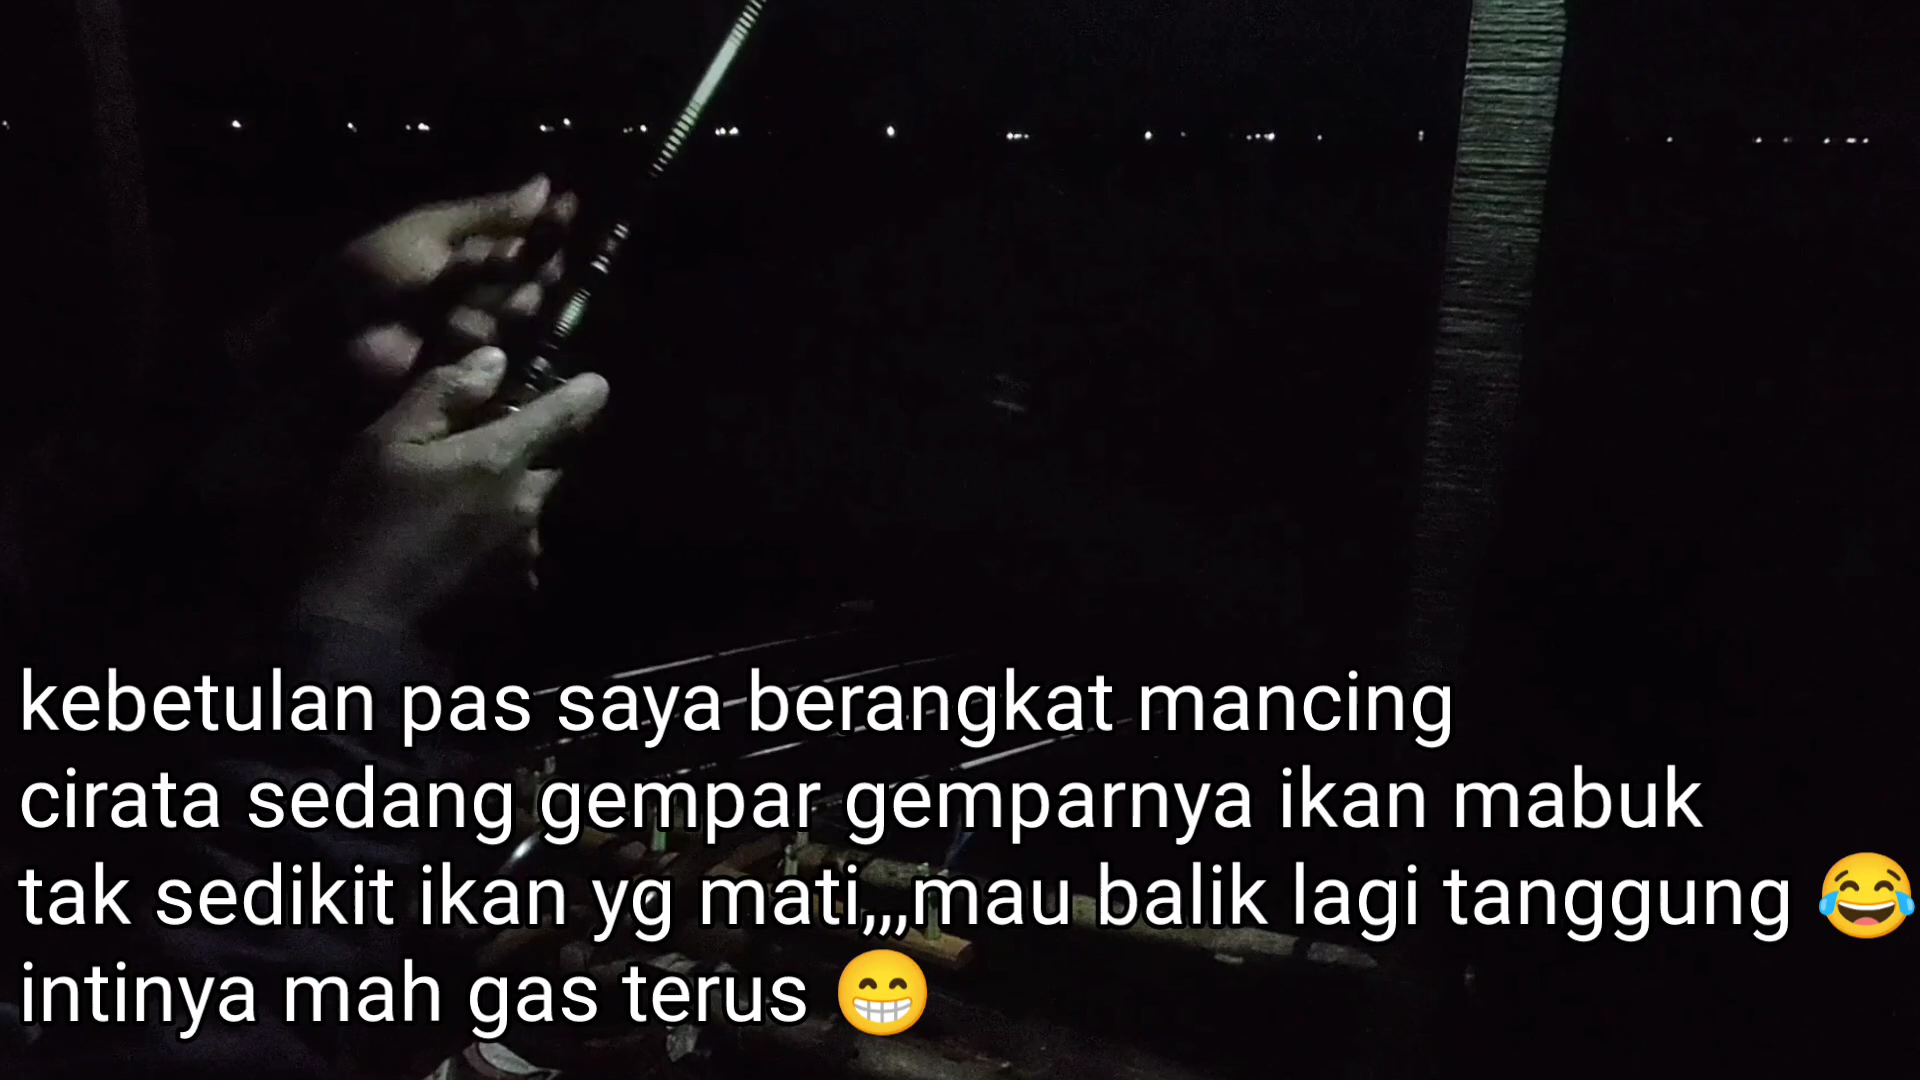 kebetulan pas saya berangkat mancing
cirata sedang gempar gemparnya ikan mabuk
tak sedikit ikan yg mati,,,mau balik lagi tanggung 😂
intinya mah gas terus 😁